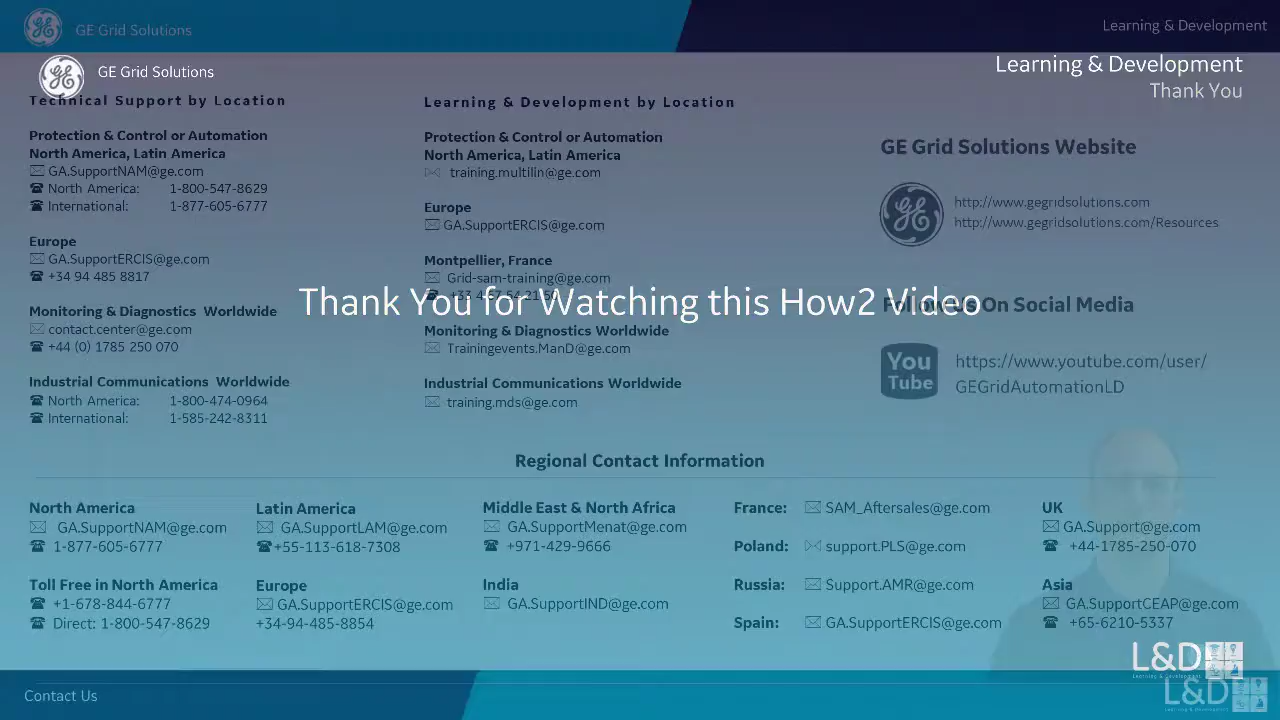 GE Grid Solutions
Learning & Development
GE Grid Solutions
Learning & Development
Thank You
Technical Support by Location
Protection & Control or Automation
North America, Latin America
GA.SupportNAM@ge.com
North America: 1-800-547-8629
International: 1-877-605-6777
Europe
GA.SupportERCIS@ge.com
+34 94 485 8817
Monitoring & Diagnostics Worldwide
contact.center@ge.com
+44 (0) 1785 250 070
Industrial Communications Worldwide
North America: 1-800-474-0964
International: 1-585-242-8311
Learning & Development by Location
Protection & Control or Automation
North America, Latin America
training.multilin@ge.com
Europe
GA.SupportERCIS@ge.com
Montpellier, France
Grid-sam-training@ge.com
Thank You for Watching this How2 Video
Monitoring & Diagnostics Worldwide
Trainingevents.ManD@ge.com
Industrial Communications Worldwide
training.mds@ge.com
GE Grid Solutions Website
http://www.gegridsolutions.com
http://www.gegridsolutions.com/Resources
Follow Us On Social Media
You
Tube
https://www.youtube.com/user/
GEGridAutomationLD
Regional Contact Information
North America
GA.SupportNAM@ge.com
1-877-605-6777
Toll Free in North America
+1-678-844-6777
Direct: 1-800-547-8629
Latin America
GA.SupportLAM@ge.com
+55-113-618-7308
Europe
GA.SupportERCIS@ge.com
+34-94-485-8854
Middle East & North Africa
GA.SupportMenat@ge.com
+971-429-9666
India
GA.SupportIND@ge.com
France: SAM_Aftersales@ge.com
Poland: support.PLS@ge.com
Russia: Support.AMR@ge.com
Spain: GA.SupportERCIS@ge.com
UK
GA.Support@ge.com
+44-1785-250-070
Asia
GA.SupportCEAP@ge.com
+65-6210-5337
L&D
Learning & Development
Contact Us
L&D
Learning & Development